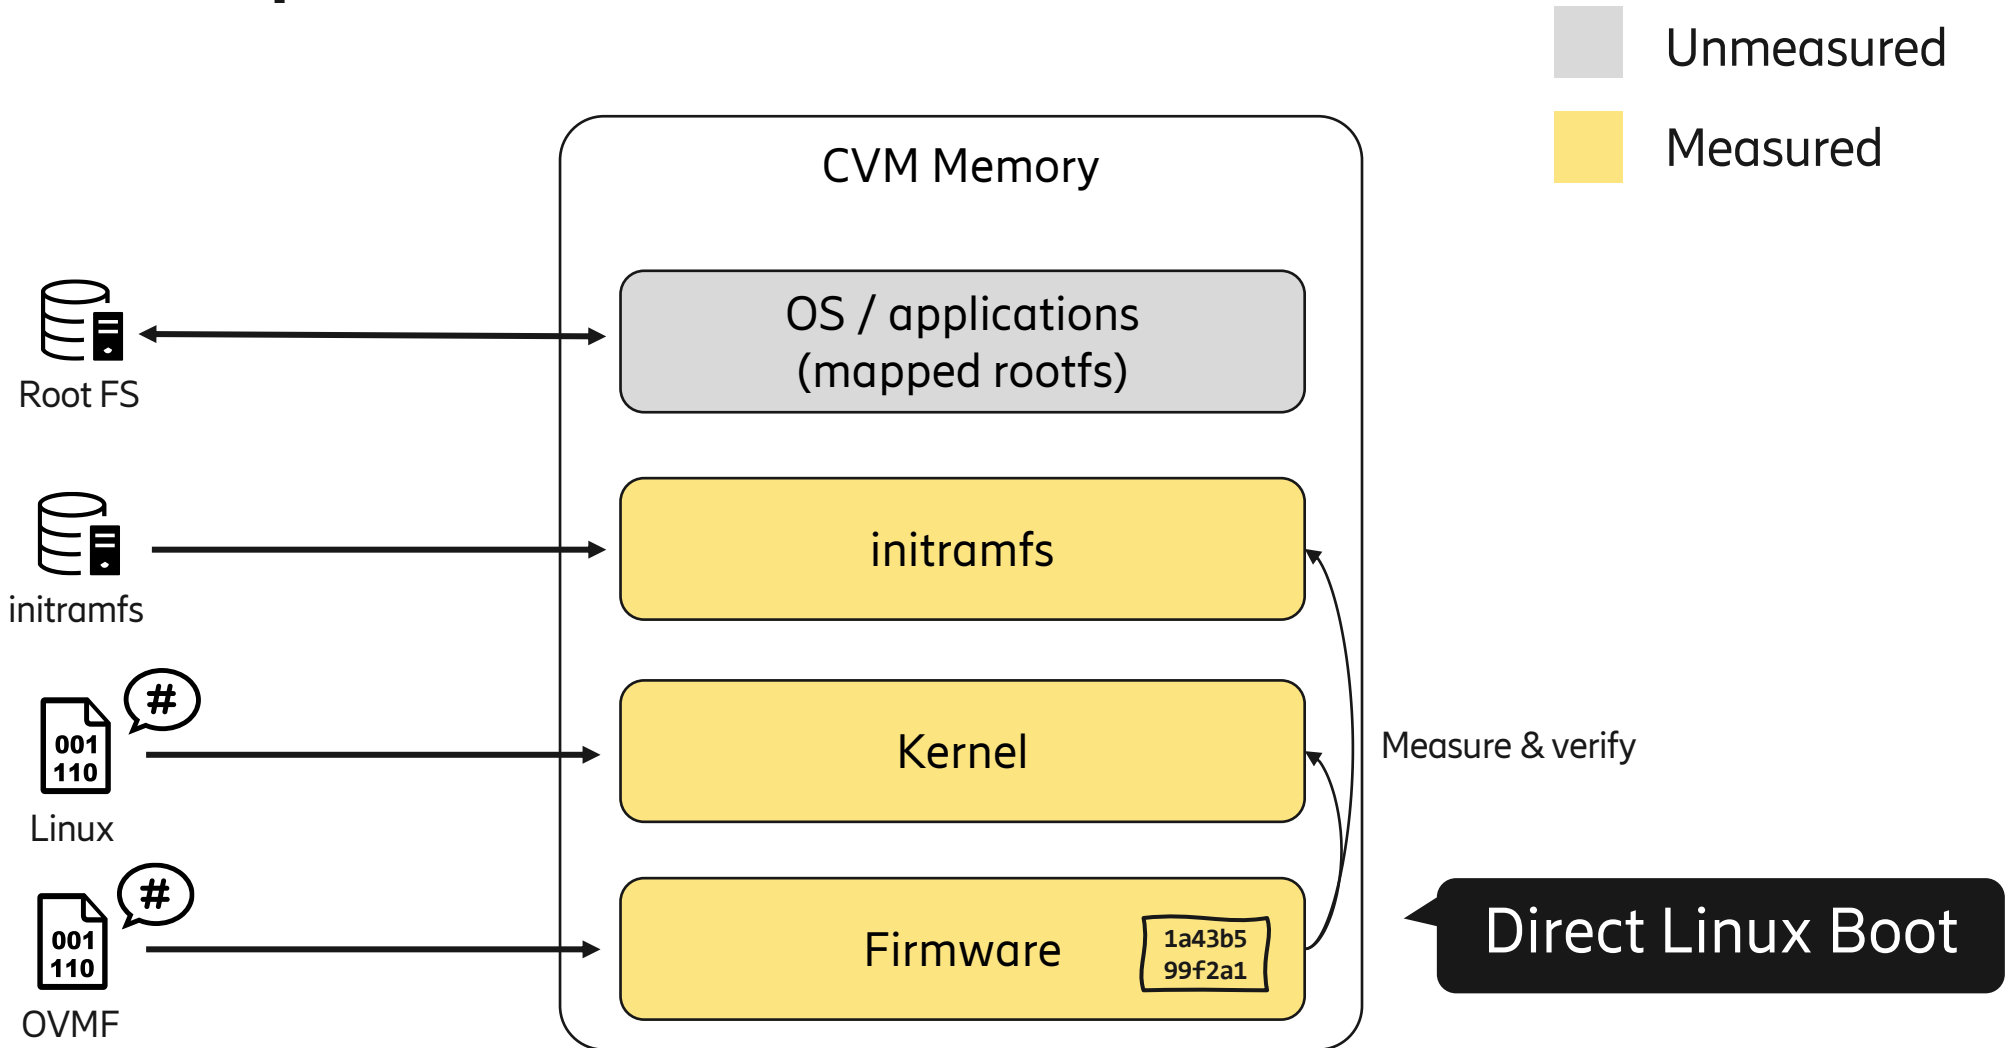 Unmeasured
Measured
CVM Memory
OS / applications
(mapped rootfs)
Root FS
initramfs
initramfs
#
001
110
Kernel
Measure & verify
Linux
#
001
110
Firmware
1a43b5
99f2a1
Direct Linux Boot
OVMF